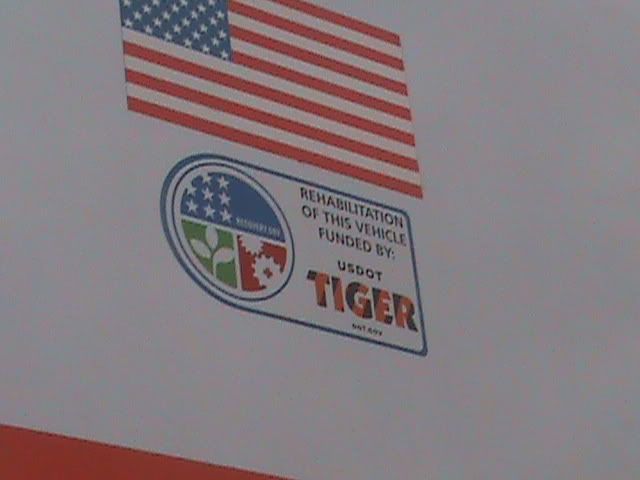 RECOVERY.GOV
REHABILITATION
OF THIS VEHICLE
FUNDED BY:
USDOT
TIGER
DOT.GOV